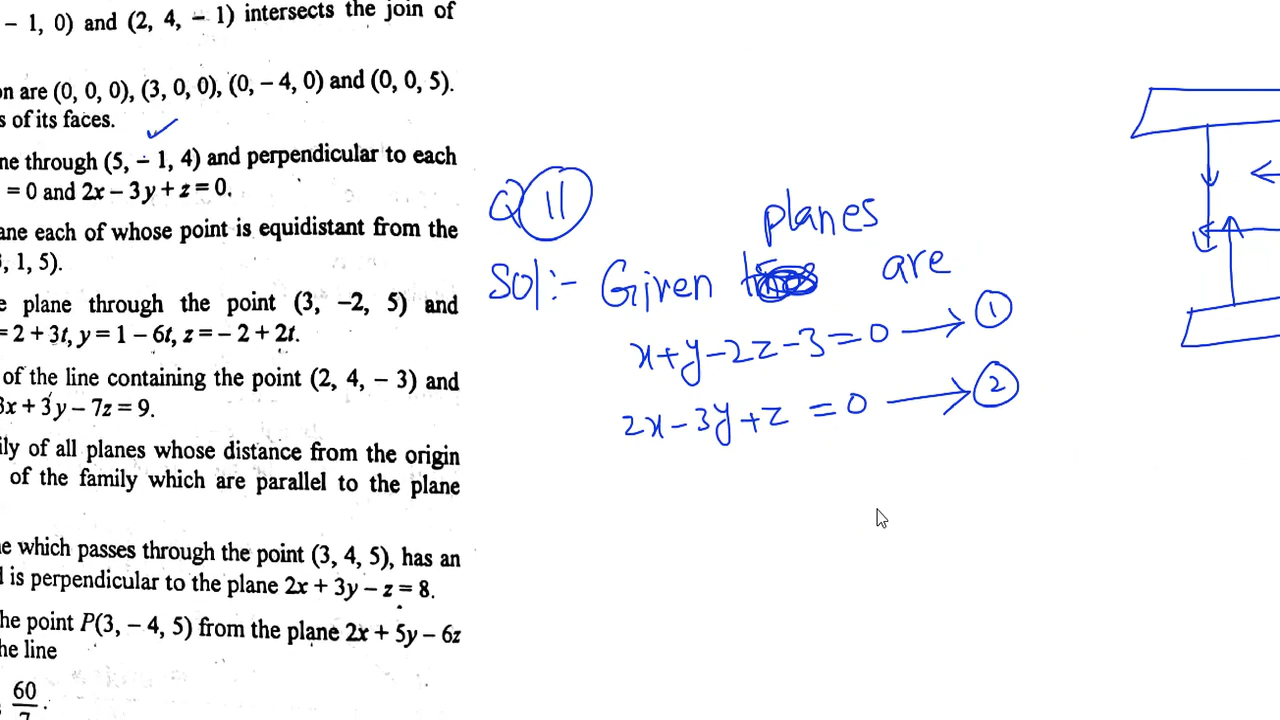 – 1, 0) and (2, 4, – 1) intersects the join of
on are (0, 0, 0), (3, 0, 0), (0, – 4, 0) and (0, 0, 5).
s of its faces.
ne through (5, – 1, 4) and perpendicular to each
= 0 and 2x – 3y + z = 0.
ane each of whose point is equidistant from the
, 1, 5).
e plane through the point (3, –2, 5) and
= 2 + 3t, y = 1 – 6t, z = – 2 + 2t.
of the line containing the point (2, 4, – 3) and
3x + 3y – 7z = 9.
ily of all planes whose distance from the origin
of the family which are parallel to the plane
e which passes through the point (3, 4, 5), has an
d is perpendicular to the plane 2x + 3y – z = 8.
he point P(3, – 4, 5) from the plane 2x + 5y – 6z
he line
60
7
Q 11
planes
Sol:- Given are
x+y-2z-3=0 → 1
2x-3y+z=0 → 2